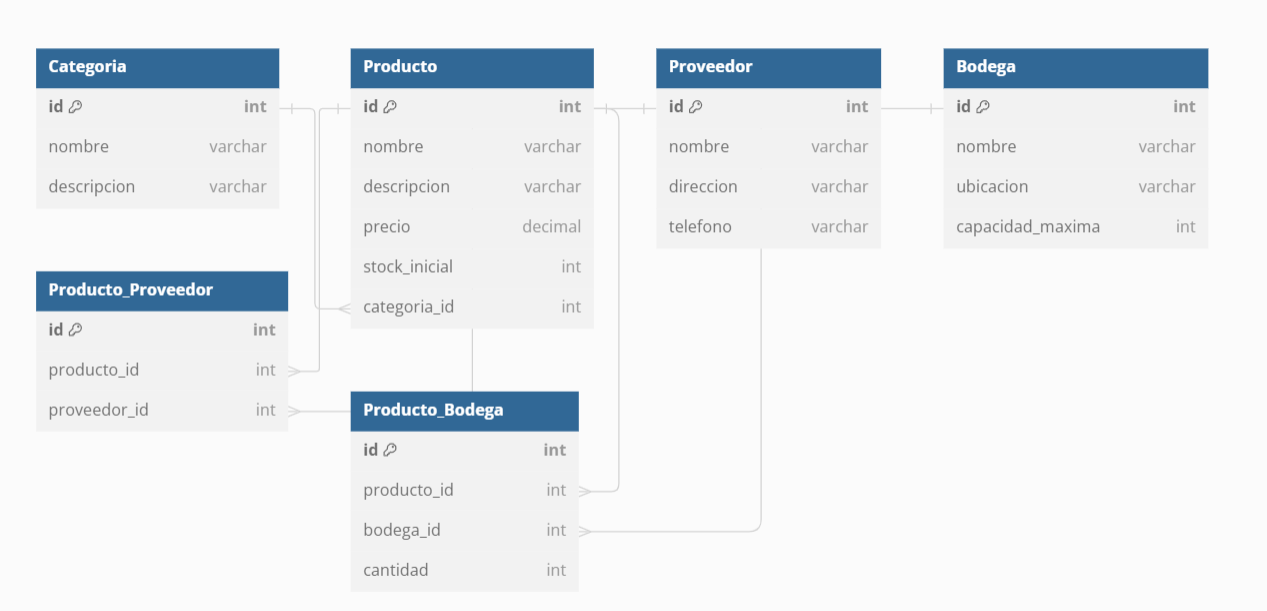 Categoria
id int
nombre varchar
descripcion varchar
Producto
id int
nombre varchar
descripcion varchar
precio decimal
stock_inicial int
categoria_id int
Proveedor
id int
nombre varchar
direccion varchar
telefono varchar
Bodega
id int
nombre varchar
ubicacion varchar
capacidad_maxima int
Producto_Proveedor
id int
producto_id int
proveedor_id int
Producto_Bodega
id int
producto_id int
bodega_id int
cantidad int